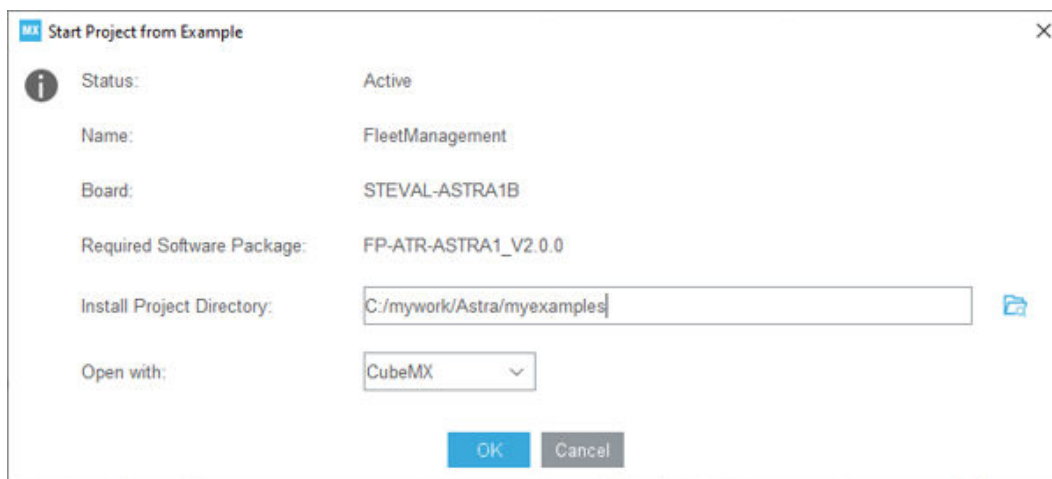 MX Start Project from Example
Status: Active
Name: FleetManagement
Board: STEVAL-ASTRA1B
Required Software Package: FP-ATR-ASTRA1_V2.0.0
Install Project Directory: C:/mywork/Astra/myexamples
Open with: CubeMX
OK Cancel